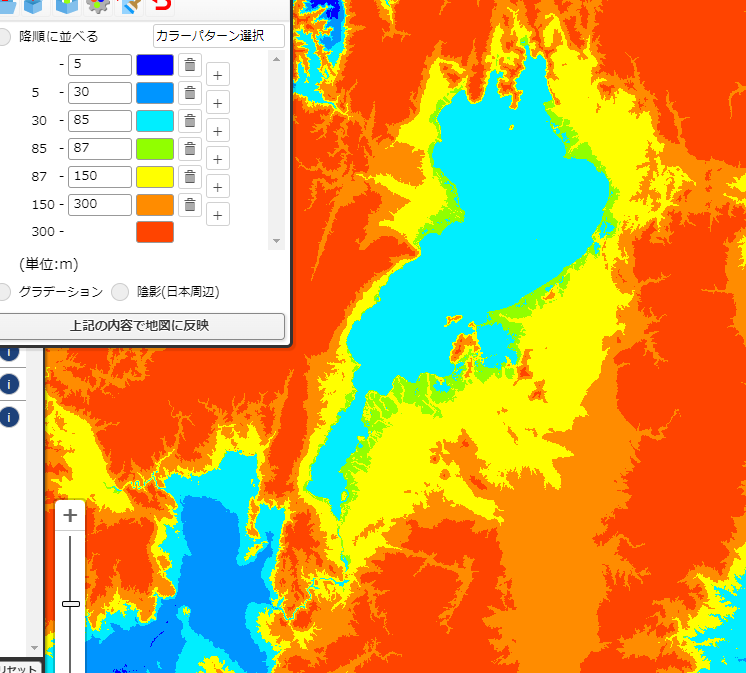 降順に並べる
カラーパターン選択
- 5
5 - 30
30 - 85
85 - 87
87 - 150
150 - 300
300 -
(単位:m)
グラデーション 陰影(日本周辺)
上記の内容で地図に反映
リセット